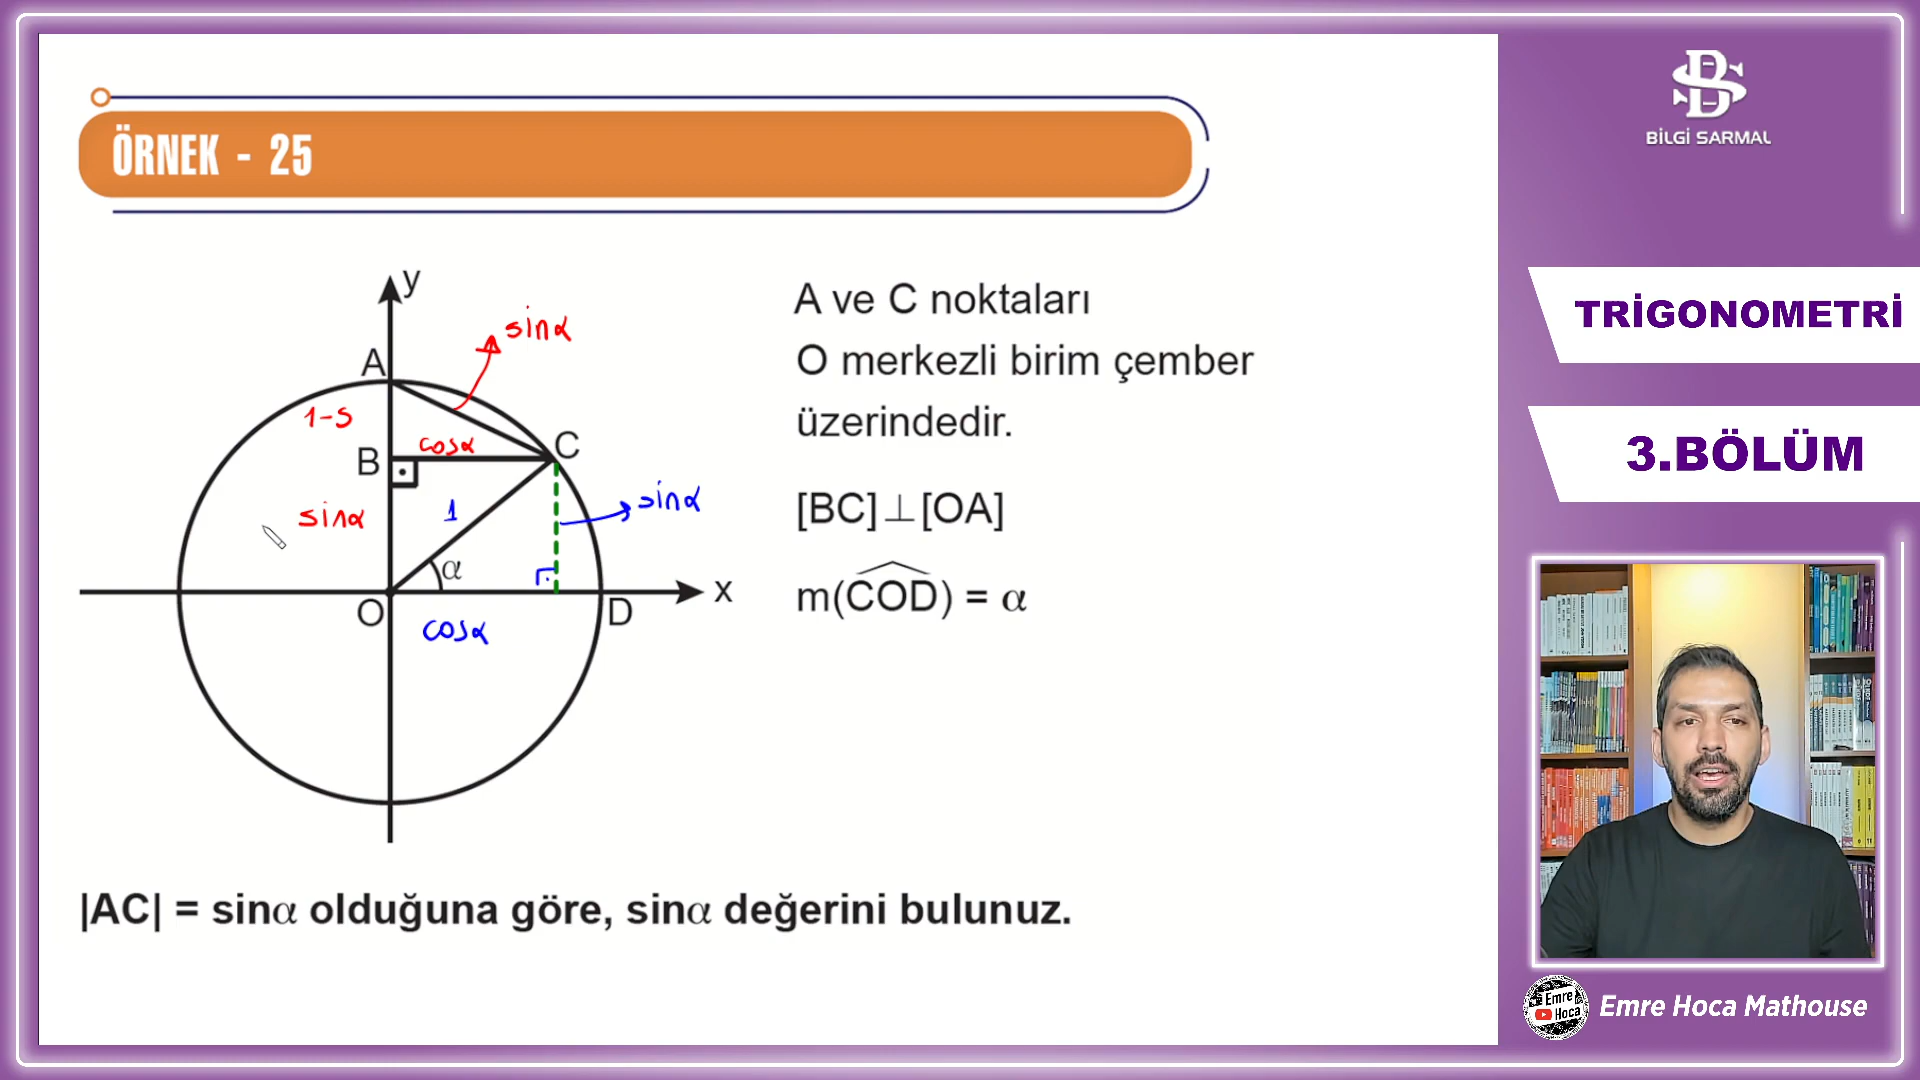 ÖRNEK - 25
BİLGİ SARMAL
TRİGONOMETRİ
3.BÖLÜM
y
sinα
A
1-s
cosα
C
B
sinα
1
sinα
α
x
O
D
cosα
A ve C noktaları
O merkezli birim çember
üzerindedir.
[BC]⊥[OA]
m(COD) = α
|AC| = sinα olduğuna göre, sinα değerini bulunuz.
Emre
Hoca
Emre Hoca Mathouse